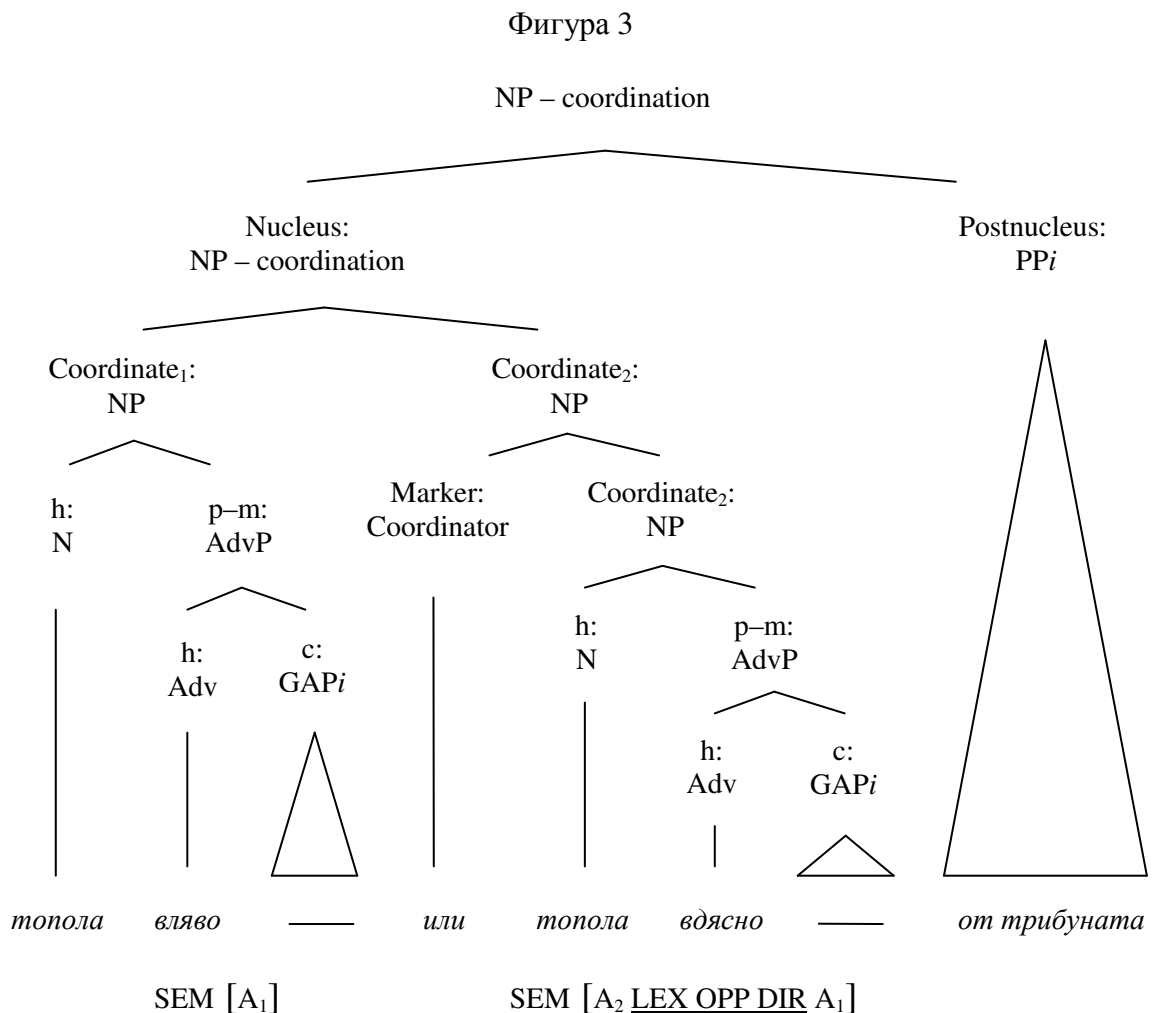 Фигура 3
NP – coordination
Nucleus:
NP – coordination
Postnucleus:
PPi
Coordinate₁:
NP
Coordinate₂:
NP
h:
N
p–m:
AdvP
Marker:
Coordinator
Coordinate₂:
NP
h:
Adv
c:
GAPi
h:
N
p–m:
AdvP
h:
Adv
c:
GAPi
топола вляво —— или топола вдясно —— от трибуната
SEM [A₁] SEM [A₂ LEX OPP DIR A₁]